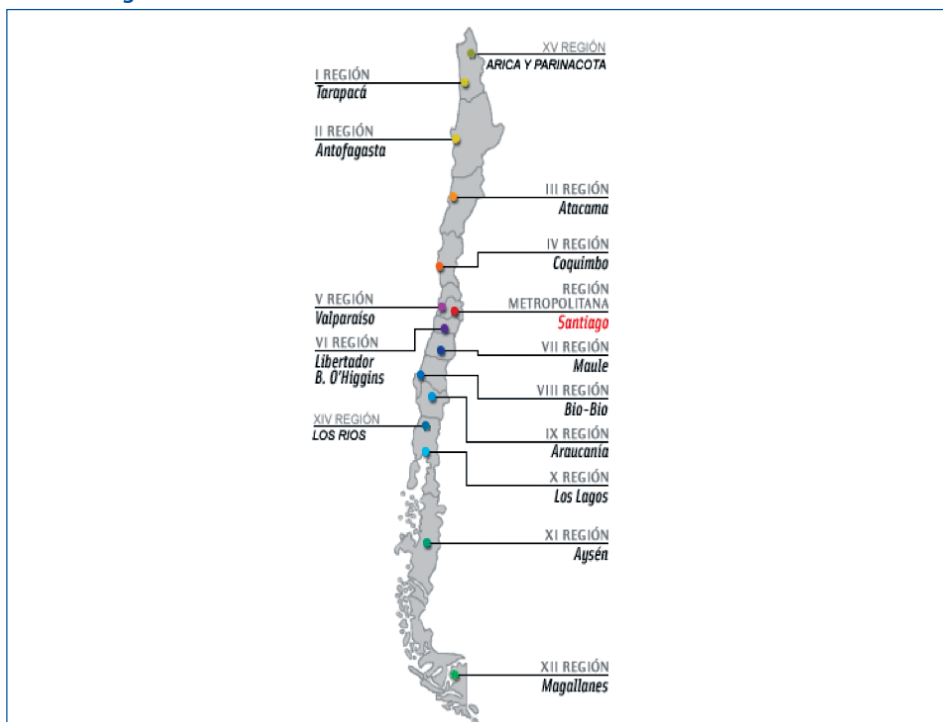 XV REGIÓN
ARICA Y PARINACOTA
I REGIÓN
Tarapacá
II REGIÓN
Antofagasta
III REGIÓN
Atacama
IV REGIÓN
Coquimbo
REGIÓN
METROPOLITANA
Santiago
V REGIÓN
Valparaíso
VI REGIÓN
Libertador
B. O'Higgins
VII REGIÓN
Maule
VIII REGIÓN
Bio-Bio
XIV REGIÓN
LOS RIOS
IX REGIÓN
Araucanía
X REGIÓN
Los Lagos
XI REGIÓN
Aysén
XII REGIÓN
Magallanes